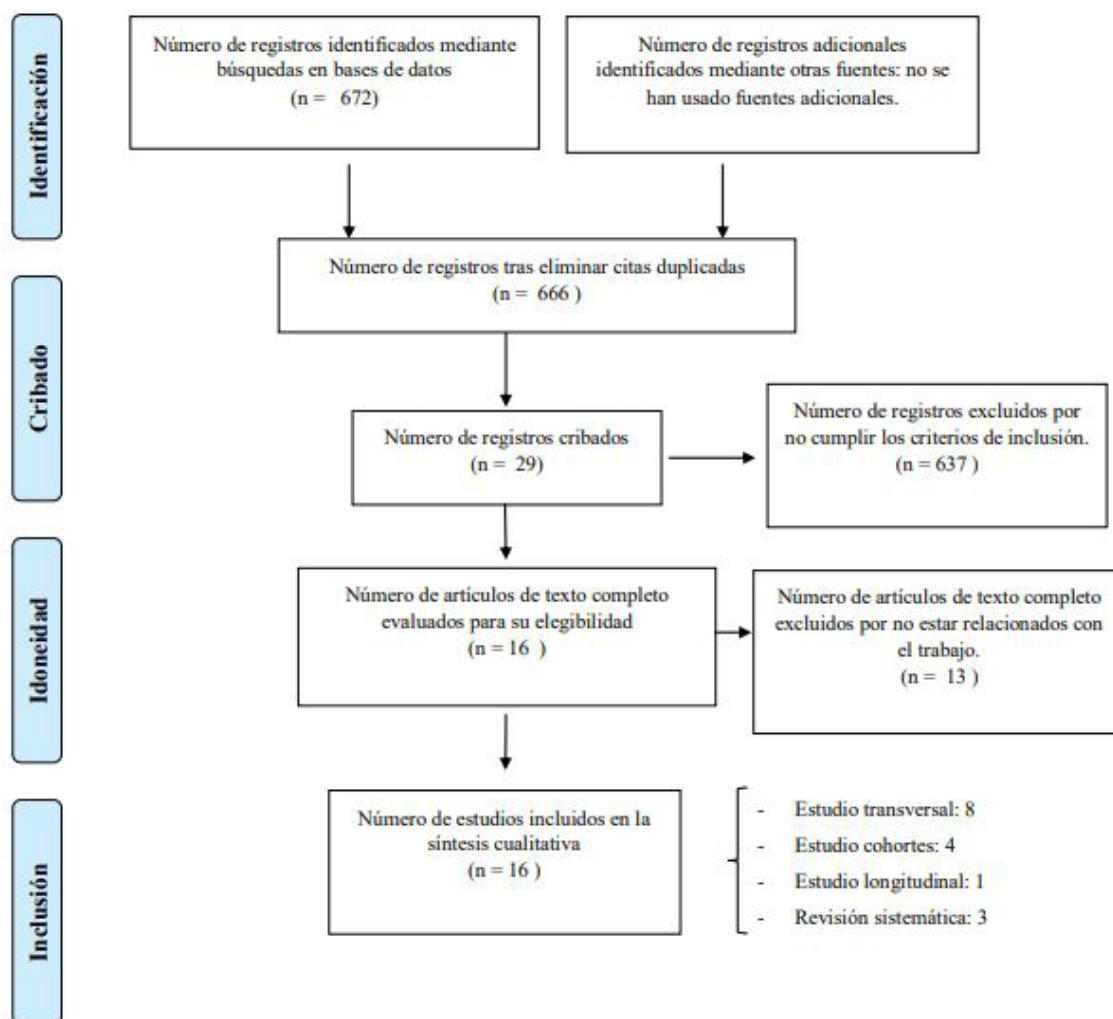 Identificación
Número de registros identificados mediante
búsquedas en bases de datos
(n = 672)
Número de registros adicionales
identificados mediante otras fuentes: no se
han usado fuentes adicionales.
Número de registros tras eliminar citas duplicadas
(n = 666 )
Cribado
Número de registros cribados
(n = 29)
Número de registros excluidos por
no cumplir los criterios de inclusión.
(n = 637 )
Idoneidad
Número de artículos de texto completo
evaluados para su elegibilidad
(n = 16 )
Número de artículos de texto completo
excluidos por no estar relacionados con
el trabajo.
(n = 13 )
Inclusión
Número de estudios incluidos en la
síntesis cualitativa
(n = 16 )
- Estudio transversal: 8
- Estudio cohortes: 4
- Estudio longitudinal: 1
- Revisión sistemática: 3